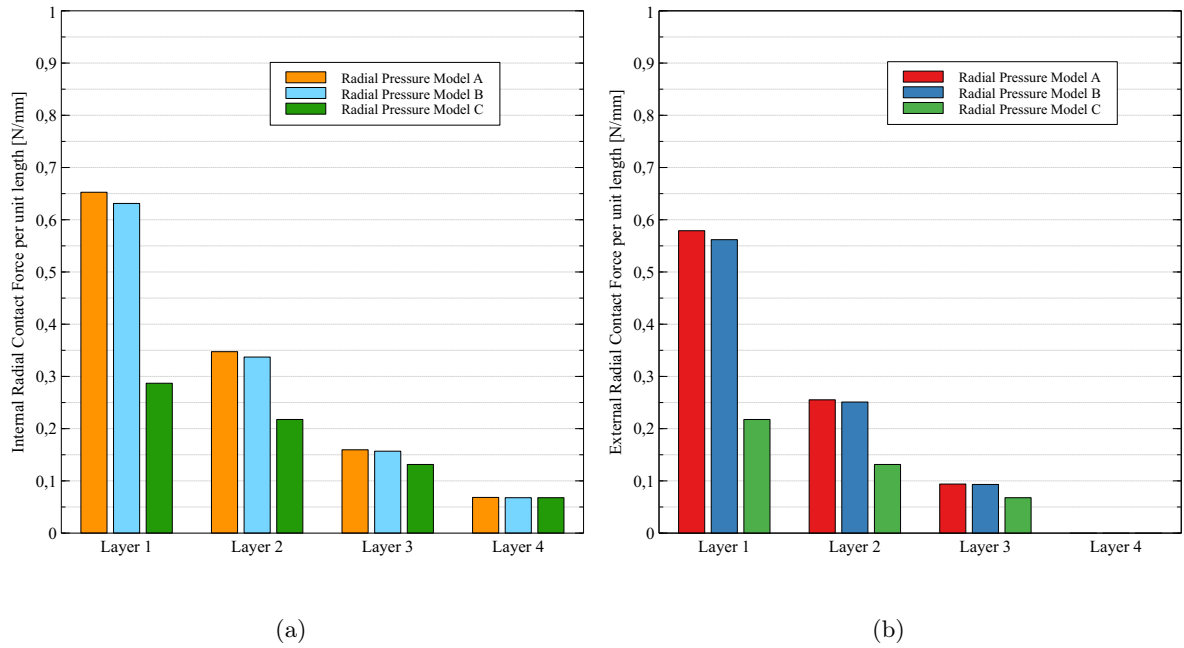 Internal Radial Contact Force per unit length [N/mm]
1
0,9
0,8
0,7
0,6
0,5
0,4
0,3
0,2
0,1
0
Radial Pressure Model A
Radial Pressure Model B
Radial Pressure Model C
Layer 1
Layer 2
Layer 3
Layer 4
(a)
External Radial Contact Force per unit length [N/mm]
1
0,9
0,8
0,7
0,6
0,5
0,4
0,3
0,2
0,1
0
Radial Pressure Model A
Radial Pressure Model B
Radial Pressure Model C
Layer 1
Layer 2
Layer 3
Layer 4
(b)